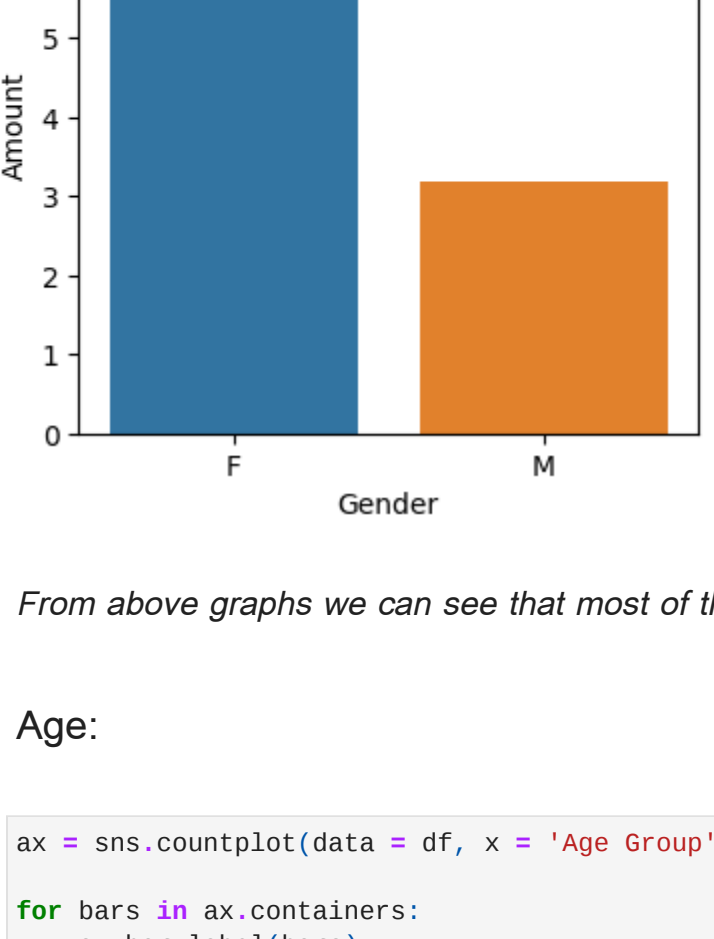 5
Amount
4
3
2
1
0
F M
Gender
From above graphs we can see that most of
Age:
ax = sns.countplot(data = df, x = 'Age Group'
for bars in ax.containers: